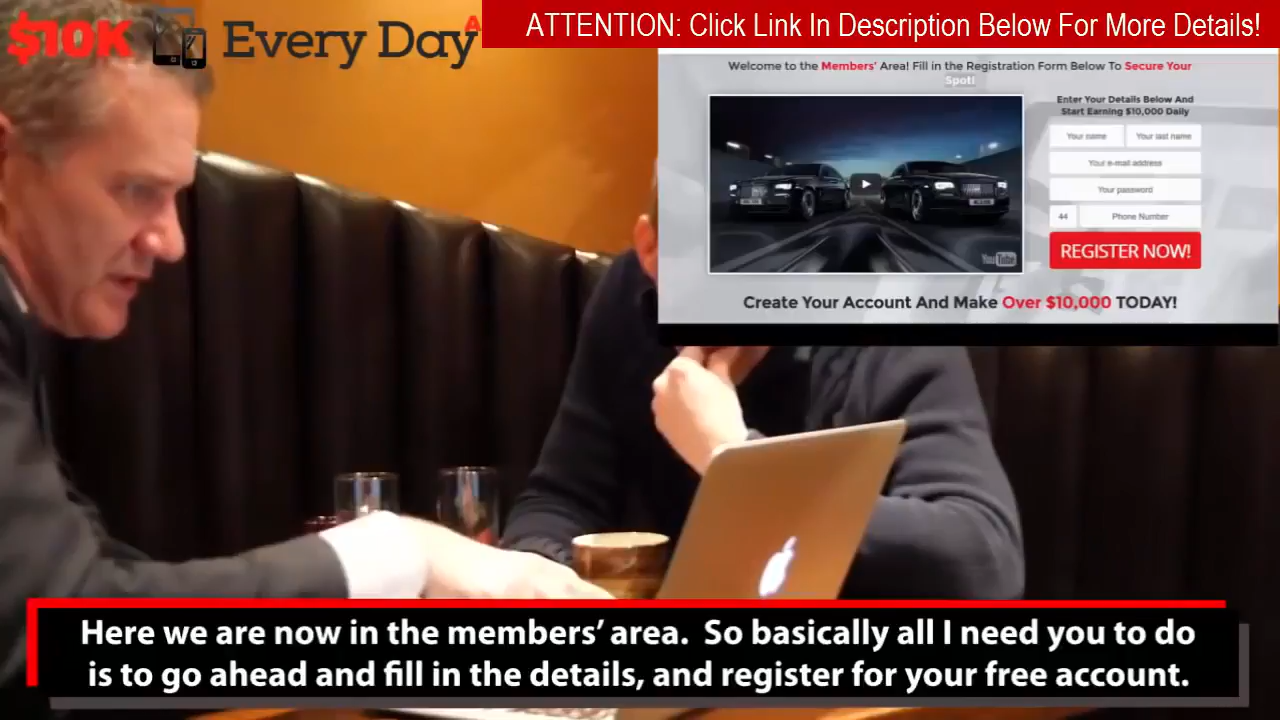 $10K Every Day A
ATTENTION: Click Link In Description Below For More Details!
Welcome to the Members' Area! Fill in the Registration Form Below To Secure Your
Spot!
Enter Your Details Below And
Start Earning $10,000 Daily
Your name Your last name
Your e-mail address
Your password
44 Phone Number
REGISTER NOW!
YouTube
Create Your Account And Make Over $10,000 TODAY!
Here we are now in the members' area. So basically all I need you to do
is to go ahead and fill in the details, and register for your free account.